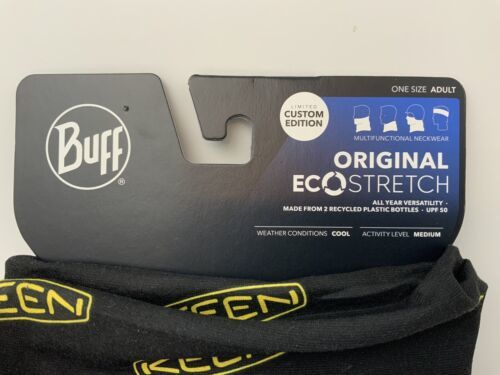 BUFF
®
ONE SIZE ADULT
LIMITED
CUSTOM
EDITION
MULTIFUNCTIONAL NECKWEAR
ORIGINAL
ECOSTRETCH
ALL YEAR VERSATILITY ·
MADE FROM 2 RECYCLED PLASTIC BOTTLES · UPF 50
WEATHER CONDITIONS COOL
ACTIVITY LEVEL MEDIUM
KEEN
KEEN
KEEN